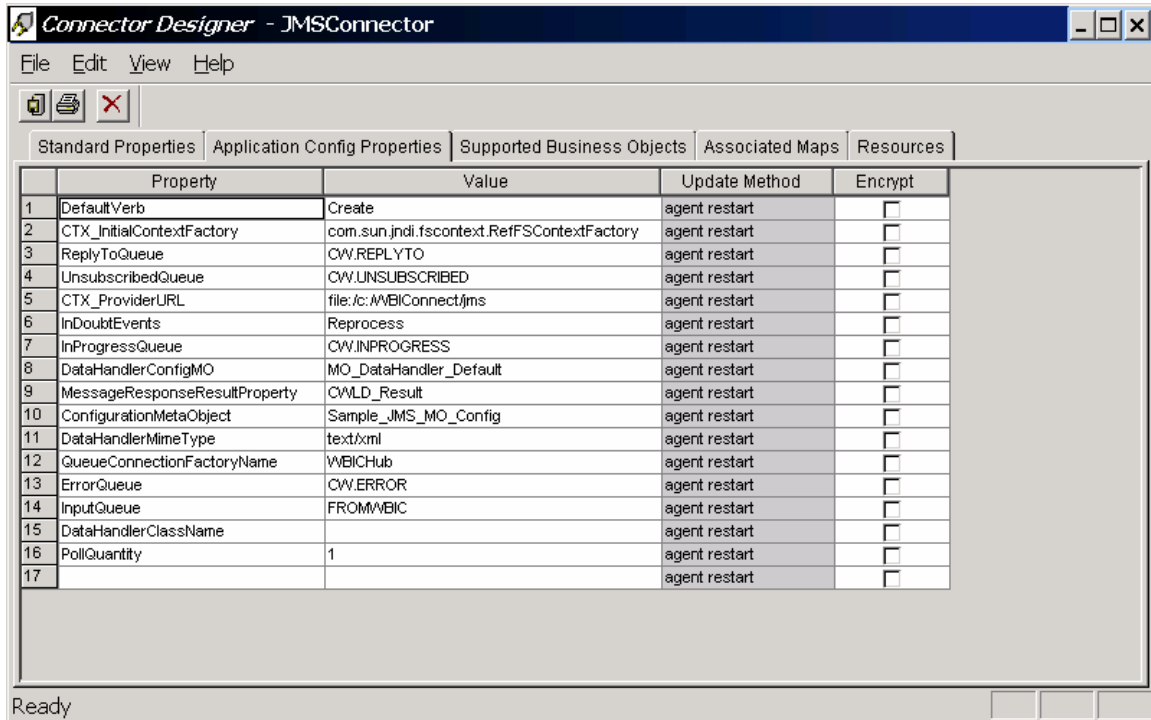 Connector Designer - JMSConnector
File Edit View Help
Standard Properties Application Config Properties Supported Business Objects Associated Maps Resources
Property Value Update Method Encrypt
1 DefaultVerb Create agent restart
2 CTX_InitialContextFactory com.sun.jndi.fscontext.RefFSContextFactory agent restart
3 ReplyToQueue CW.REPLYTO agent restart
4 UnsubscribedQueue CW.UNSUBSCRIBED agent restart
5 CTX_ProviderURL file:/c:/WBIConnect/jms agent restart
6 InDoubtEvents Reprocess agent restart
7 InProgressQueue CW.INPROGRESS agent restart
8 DataHandlerConfigMO MO_DataHandler_Default agent restart
9 MessageResponseResultProperty CWLD_Result agent restart
10 ConfigurationMetaObject Sample_JMS_MO_Config agent restart
11 DataHandlerMimeType text/xml agent restart
12 QueueConnectionFactoryName WBICHub agent restart
13 ErrorQueue CW.ERROR agent restart
14 InputQueue FROMWBIC agent restart
15 DataHandlerClassName agent restart
16 PollQuantity 1 agent restart
17 agent restart
Ready